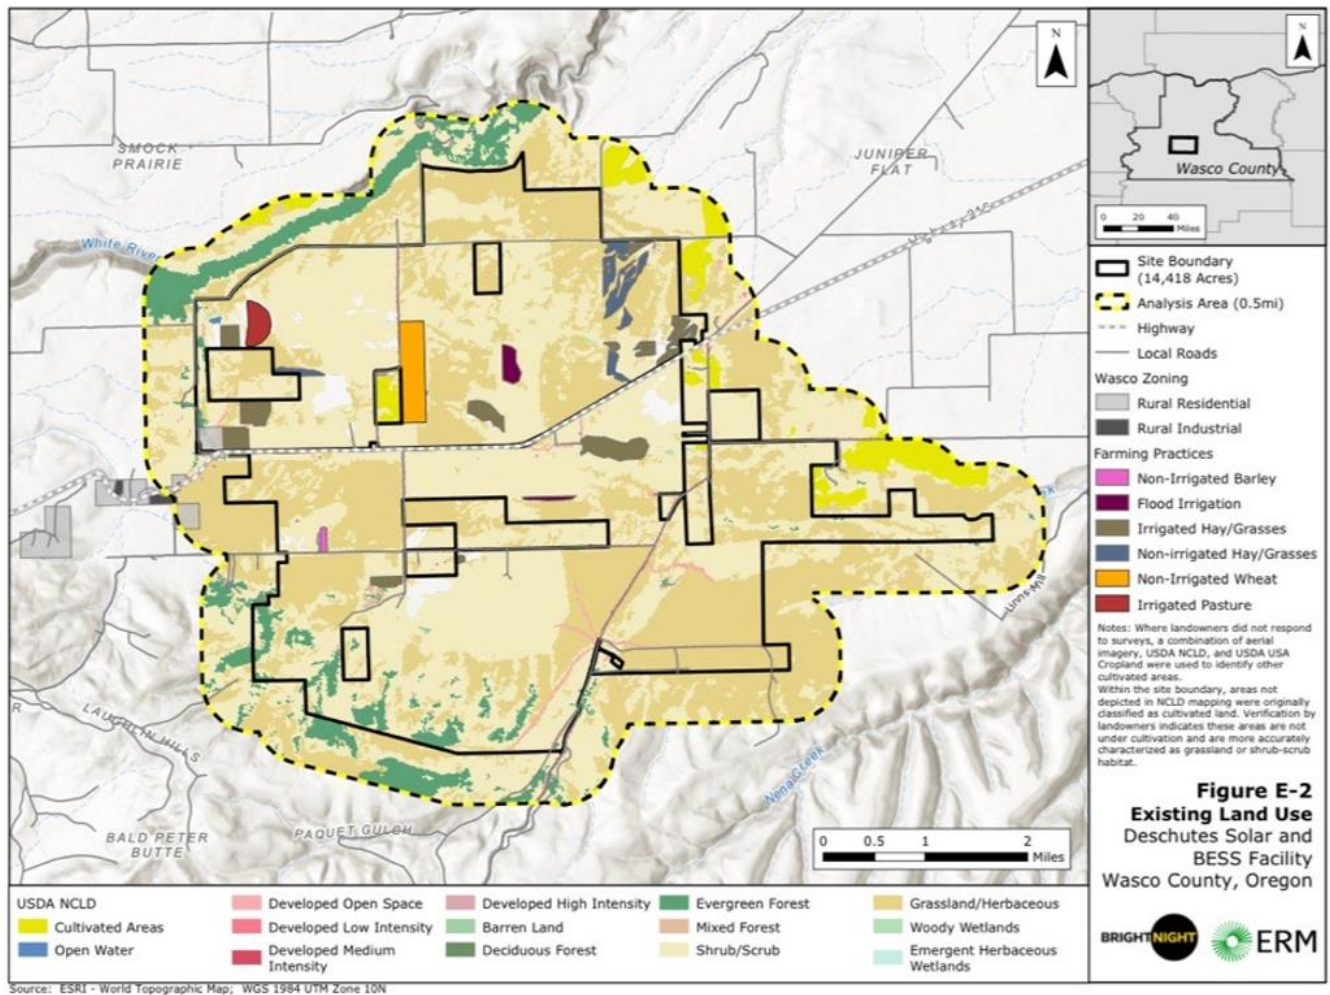 N
N
SMOCK
PRAIRIE
JUNIPER
FLAT
White River
Wasco County
0 20 40
Miles
Site Boundary
(14,418 Acres)
Analysis Area (0.5mi)
Highway
Local Roads
Wasco Zoning
Rural Residential
Rural Industrial
Farming Practices
Non-Irrigated Barley
Flood Irrigation
Irrigated Hay/Grasses
Non-irrigated Hay/Grasses
Non-Irrigated Wheat
Irrigated Pasture
Notes: Where landowners did not respond
to surveys, a combination of aerial
imagery, USDA NCLD, and USDA USA
Cropland were used to identify other
cultivated areas.
Within the site boundary, areas not
depicted in NCLD mapping were originally
classified as cultivated land. Verification by
landowners indicates these areas are not
under cultivation and are more accurately
characterized as grassland or shrub-scrub
habitat.
R
LAUGHLIN HILLS
Nena Creek
BALD PETER
BUTTE
PAQUET GULCH
0 0.5 1 2
Miles
Figure E-2
Existing Land Use
Deschutes Solar and
BESS Facility
Wasco County, Oregon
BRIGHTNIGHT
ERM
USDA NCLD
Cultivated Areas
Open Water
Developed Open Space
Developed Low Intensity
Developed Medium
Intensity
Developed High Intensity
Barren Land
Deciduous Forest
Evergreen Forest
Mixed Forest
Shrub/Scrub
Grassland/Herbaceous
Woody Wetlands
Emergent Herbaceous
Wetlands
Source: ESRI - World Topographic Map; WGS 1984 UTM Zone 10N